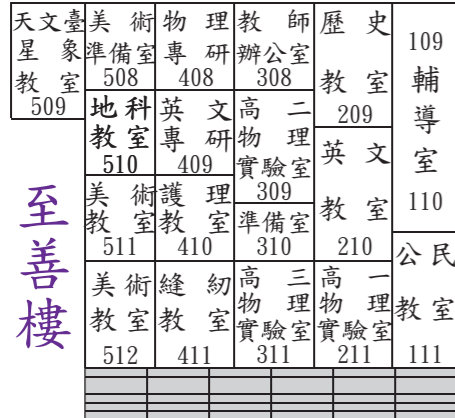 天文臺
星象
教室
509
美術
準備室
508
物理
專研
408
教師
辦公室
308
歷史
教室
209
109
輔導室
110
地科
教室
510
英文
專研
409
高二
物理
實驗室
309
英文
教室
210
美術
教室
511
護理
教室
410
準備室
310
公民
教室
111
美術
教室
512
縫紉
教室
411
高三
物理
實驗室
311
高一
物理
實驗室
211
至善樓